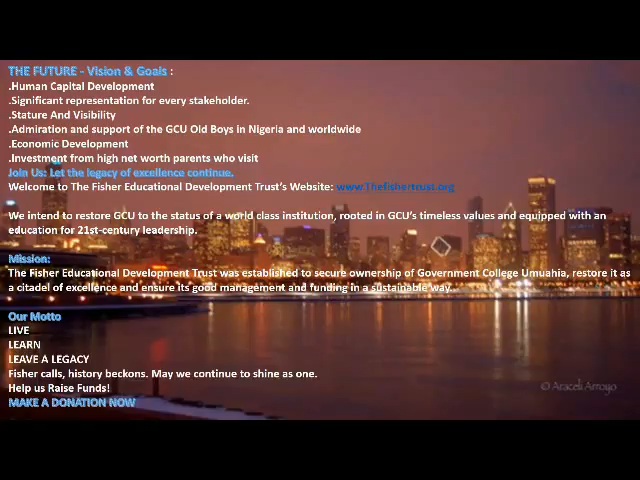 THE FUTURE - Vision & Goals :
.Human Capital Development
.Significant representation for every stakeholder.
.Stature And Visibility
.Admiration and support of the GCU Old Boys in Nigeria and worldwide
.Economic Development
.Investment from high net worth parents who visit
Join Us: Let the legacy of excellence continue.
Welcome to The Fisher Educational Development Trust's Website: www.Thefishertrust.org
We intend to restore GCU to the status of a world class institution, rooted in GCU's timeless values and equipped with an
education for 21st-century leadership.
Mission:
The Fisher Educational Development Trust was established to secure ownership of Government College Umuahia, restore it as
a citadel of excellence and ensure its good management and funding in a sustainable way.
Our Motto
LIVE
LEARN
LEAVE A LEGACY
Fisher calls, history beckons. May we continue to shine as one.
Help us Raise Funds!
MAKE A DONATION NOW
© Araceli Arroyo